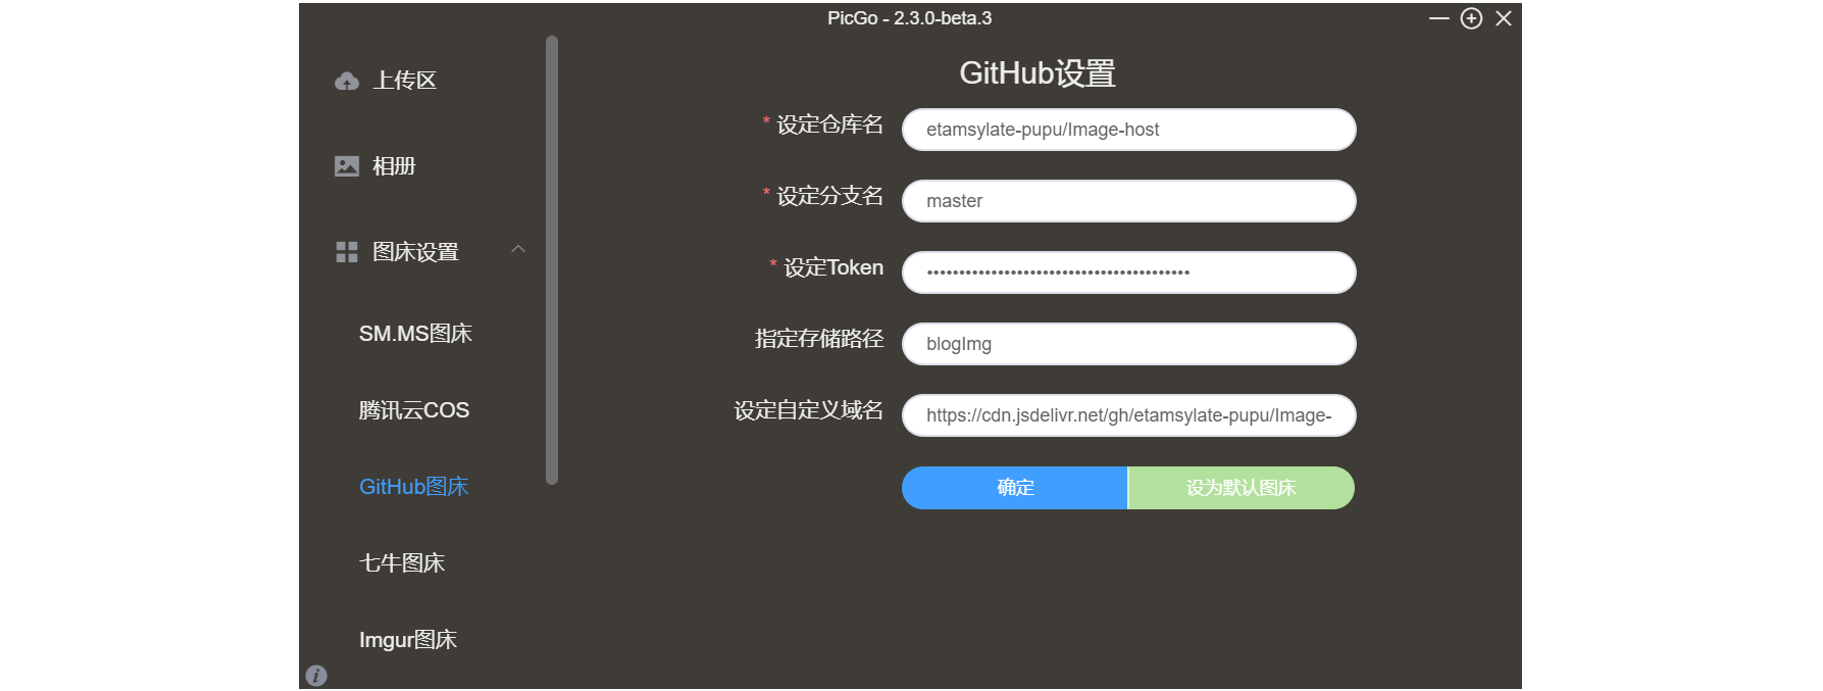 PicGo - 2.3.0-beta.3
上传区
相册
图床设置
SM.MS图床
腾讯云COS
GitHub图床
七牛图床
Imgur图床
GitHub设置
* 设定仓库名
etamsylate-pupu/Image-host
* 设定分支名
master
* 设定Token
指定存储路径
blogImg
设定自定义域名
https://cdn.jsdelivr.net/gh/etamsylate-pupu/Image-
确定
设为默认图床